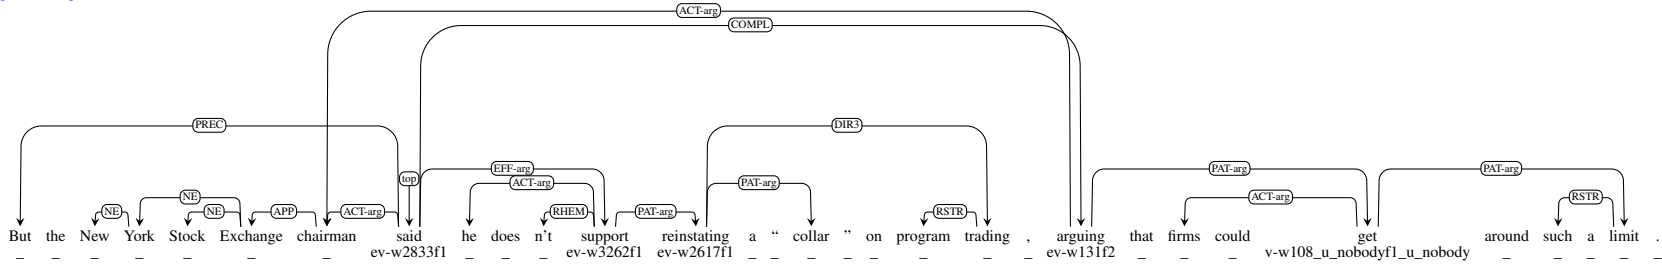 ACT-arg
COMPL
PREC DIR3
EFF-arg PAT-arg PAT-arg
top ACT-arg PAT-arg
NE ACT-arg RSTR
NE NE APP ACT-arg RHEM PAT-arg RSTR
But the New York Stock Exchange chairman said he does n't support reinstating a “ collar ” on program trading , arguing that firms could get around such a limit .
_ _ _ _ _ _ _ ev-w2833f1 _ _ _ ev-w3262f1 ev-w2617f1 _ _ _ _ _ _ _ _ ev-w131f2 _ _ _ v-w108_u_nobodyf1_u_nobody _ _ _ _ _